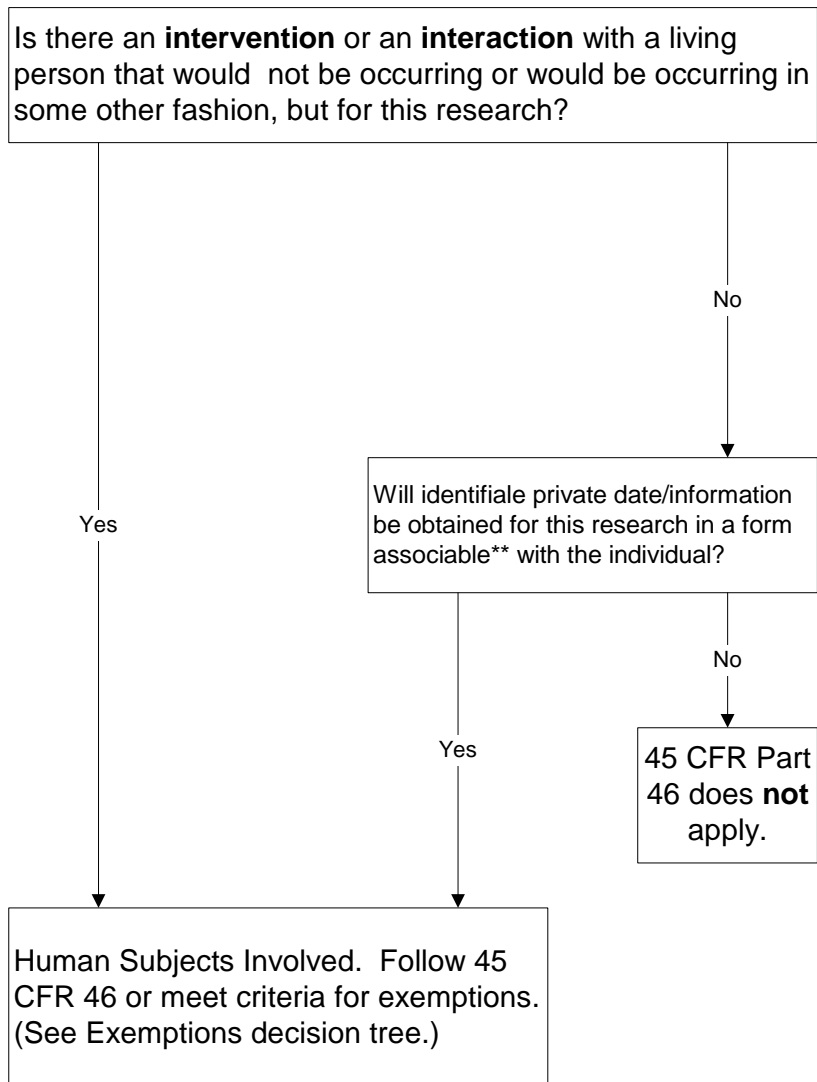 Is there an intervention or an interaction with a living
person that would  not be occurring or would be occurring in
some other fashion, but for this research?
No
Will identifiale private date/information
be obtained for this research in a form
associable** with the individual?
Yes
No
Yes
45 CFR Part
46 does not
apply.
Human Subjects Involved.  Follow 45
CFR 46 or meet criteria for exemptions.
(See Exemptions decision tree.)